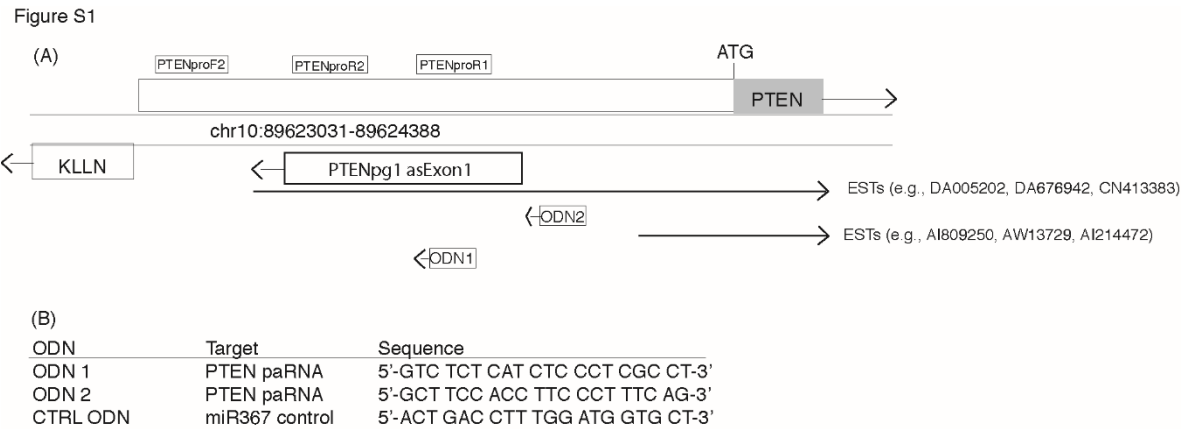 Figure S1
(A)
PTENproF2 PTENproR2 PTENproR1 ATG
PTEN
chr10:89623031-89624388
KLLN PTENpg1 asExon1
ESTs (e.g., DA005202, DA676942, CN413383)
ODN2
ESTs (e.g., AI809250, AW13729, AI214472)
ODN1
(B)
ODN Target Sequence
ODN 1 PTEN paRNA 5'-GTC TCT CAT CTC CCT CGC CT-3'
ODN 2 PTEN paRNA 5'-GCT TCC ACC TTC CCT TTC AG-3'
CTRL ODN miR367 control 5'-ACT GAC CTT TGG ATG GTG CT-3'